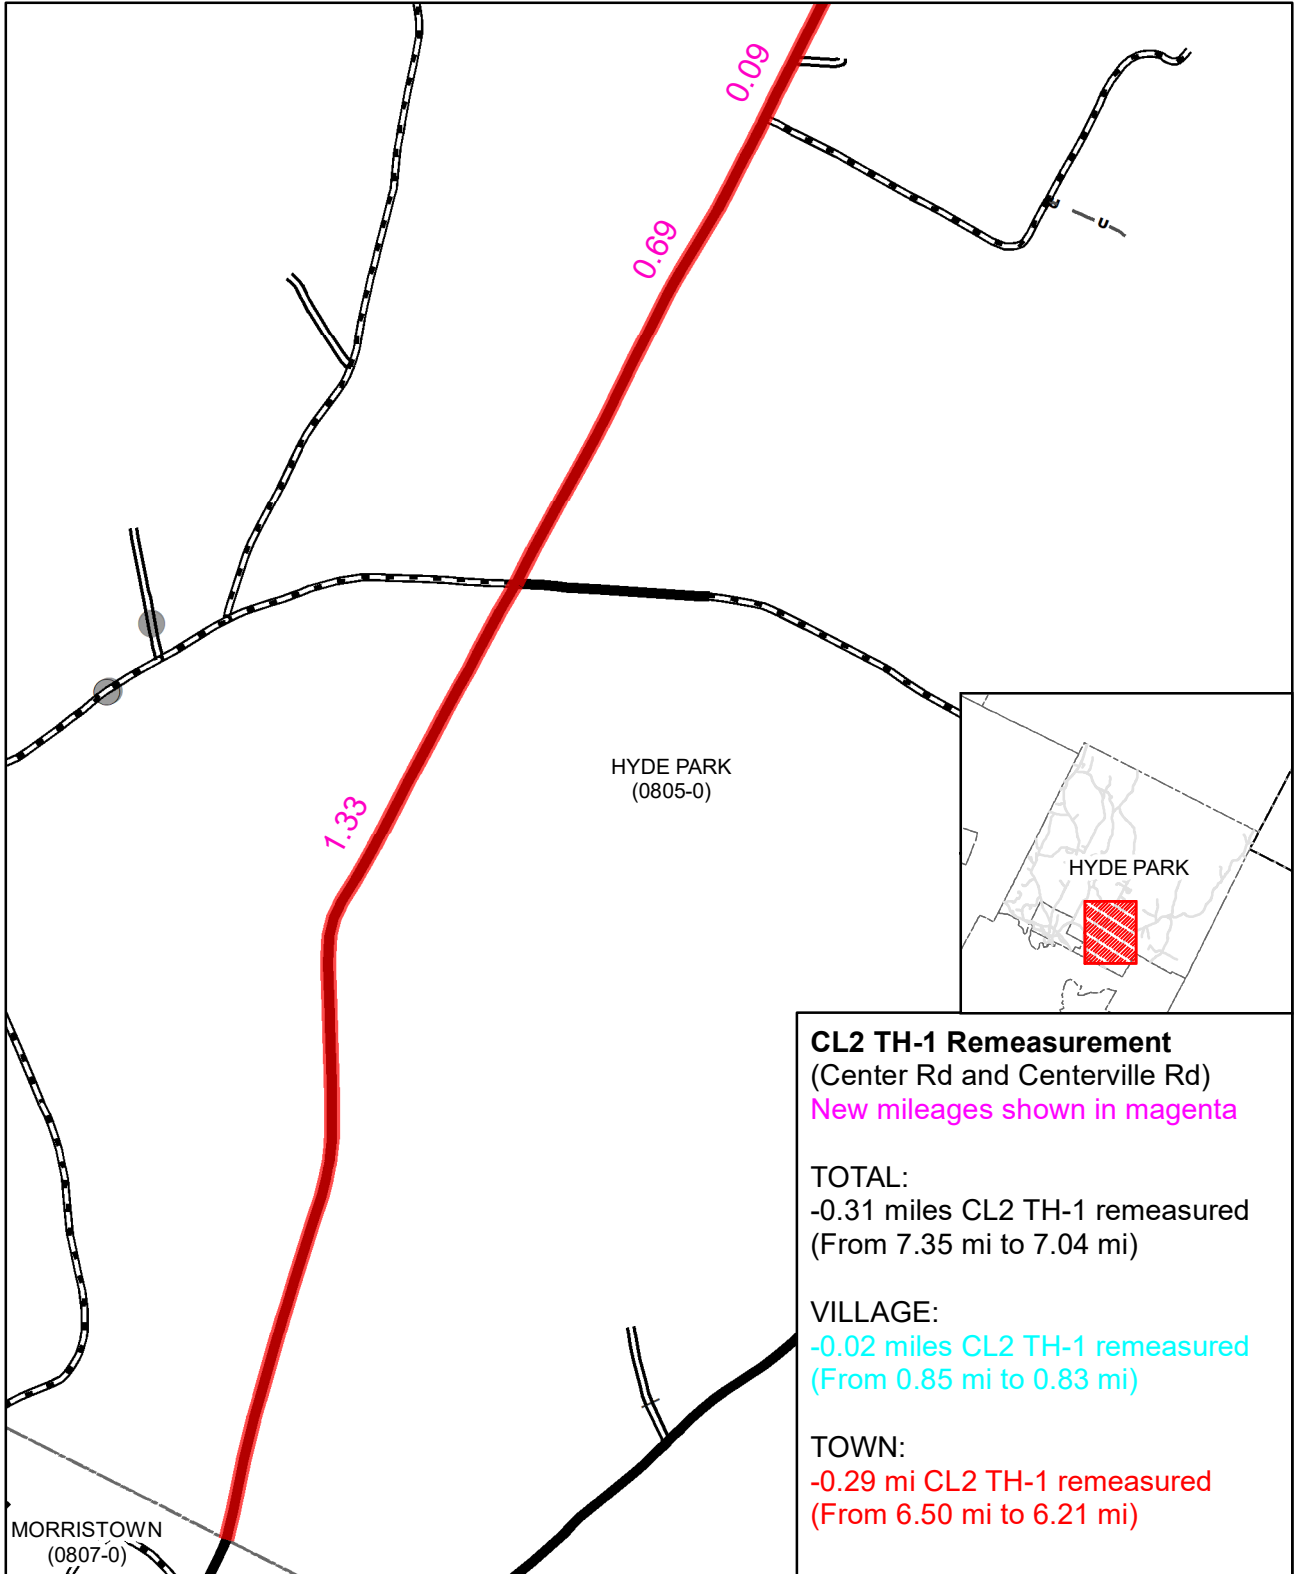 0.09
0.69
U
1.33
HYDE PARK
(0805-0)
HYDE PARK
CL2 TH-1 Remeasurement
(Center Rd and Centerville Rd)
New mileages shown in magenta
TOTAL:
-0.31 miles CL2 TH-1 remeasured
(From 7.35 mi to 7.04 mi)
VILLAGE:
-0.02 miles CL2 TH-1 remeasured
(From 0.85 mi to 0.83 mi)
TOWN:
-0.29 mi CL2 TH-1 remeasured
(From 6.50 mi to 6.21 mi)
MORRISTOWN
(0807-0)